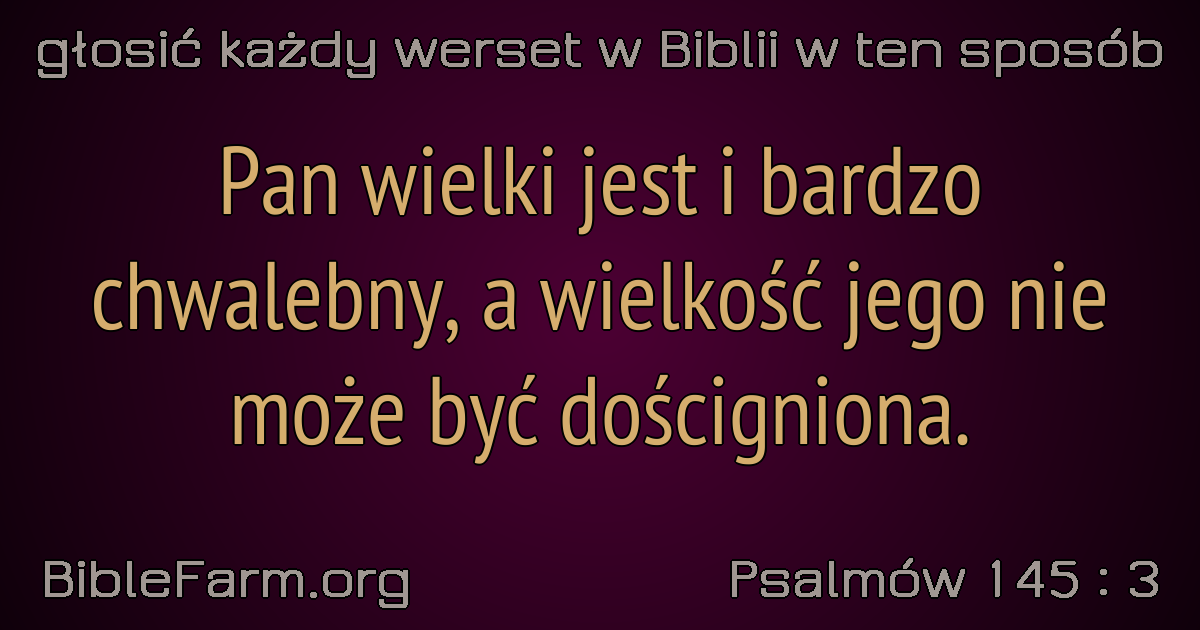 głosić każdy werset w Biblii w ten sposób
Pan wielki jest i bardzo
chwalebny, a wielkość jego nie
może być doścигniona.
BibleFarm.org
Psalmów 145 : 3